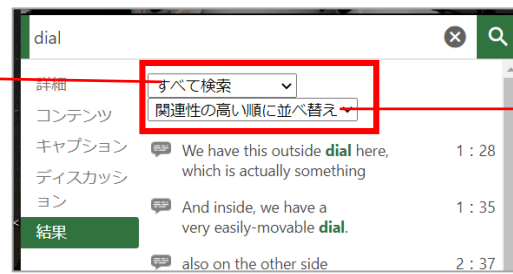 dial
すべて検索
関連性の高い順に並べ替え
詳細
コンテンツ
キャプション
ディスカッシ
ョン
結果
We have this outside dial here,
which is actually something
1:28
And inside, we have a
very easily-movable dial.
1:35
also on the other side
2:37